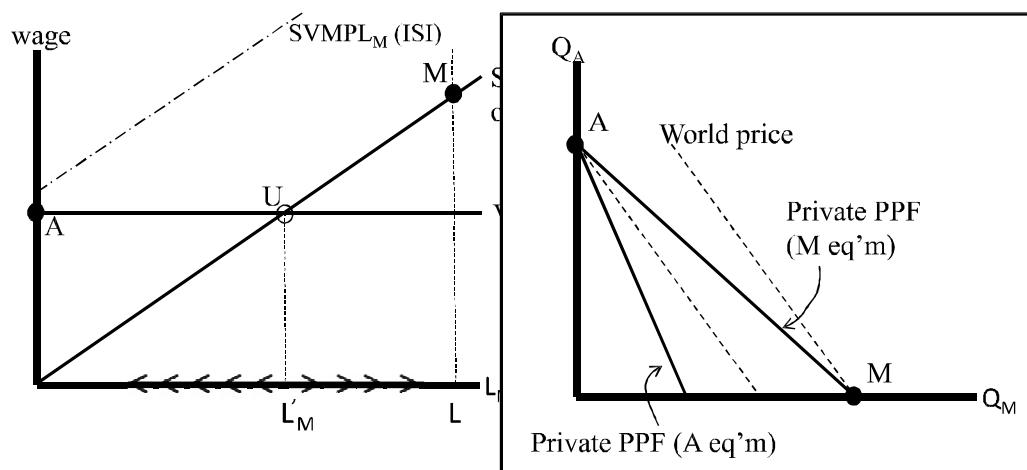 wage
SVMPL_M (ISI)
M
A
U
L'_M
L
Q_A
A
World price
Private PPF
(M eq’m)
M
Q_M
Private PPF (A eq’m)